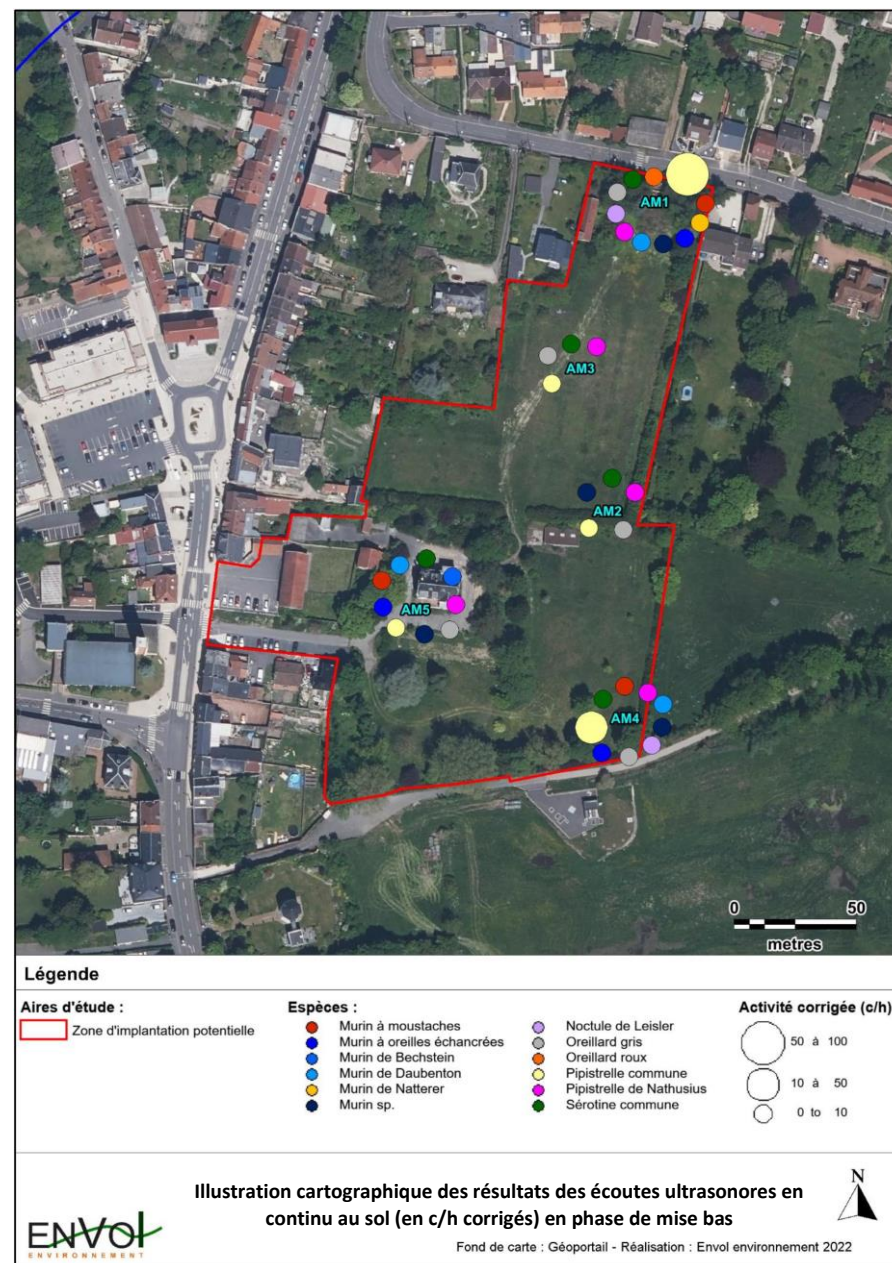 AM1
AM3
AM2
AM5
AM4
0 50
metres
Légende
Aires d'étude :
Zone d'implantation potentielle
Espèces :
Murin à moustaches
Murin à oreilles échancrées
Murin de Bechstein
Murin de Daubenton
Murin de Natterer
Murin sp.
Noctule de Leisler
Oreillard gris
Oreillard roux
Pipistrelle commune
Pipistrelle de Nathusius
Sérotine commune
Activité corrigée (c/h)
50 à 100
10 à 50
0 to 10
Illustration cartographique des résultats des écoutes ultrasonores en
continu au sol (en c/h corrigés) en phase de mise bas
N
ENVOL
ENVIRONNEMENT
Fond de carte : Géoportail - Réalisation : Envol environnement 2022